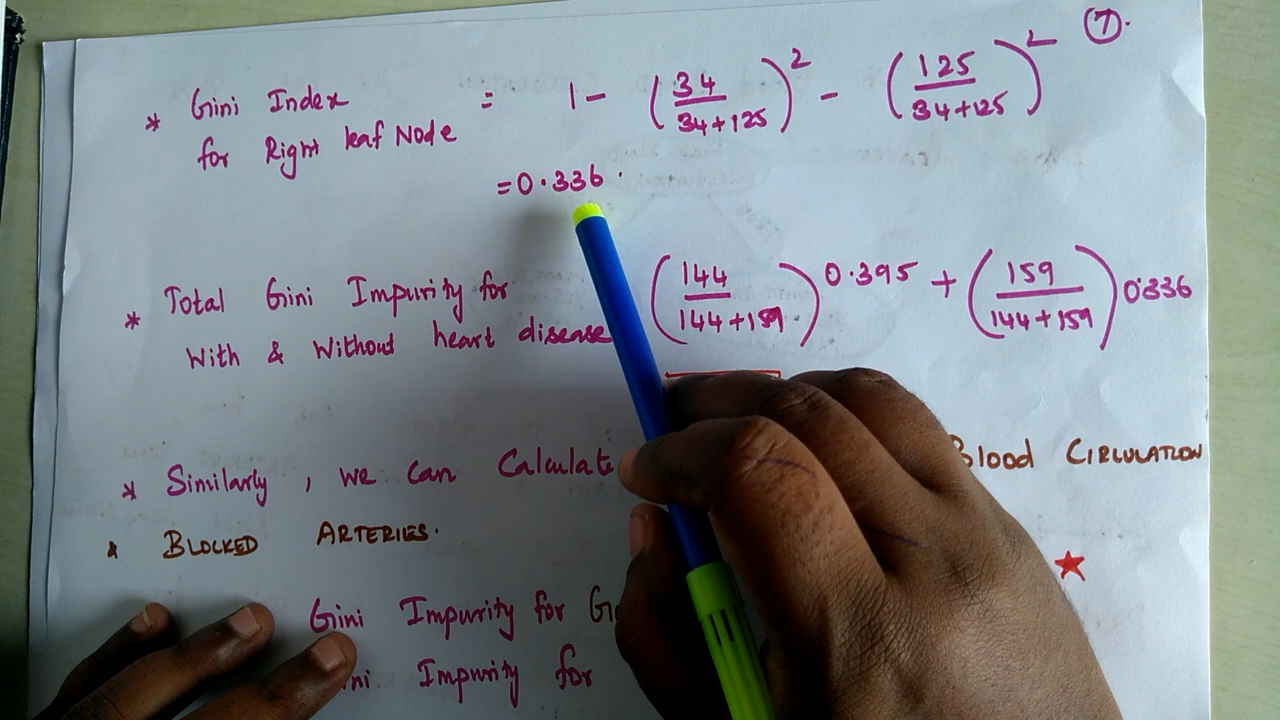 7.
* Gini Index = 1 - (34 / 34+125)² - (125 / 34+125)²
for Right leaf Node
= 0.336.
* Total Gini Impurity for (144 / 144+159) 0.395 + (159 / 144+159) 0.336
With & Without heart disease
* Similarly, we can Calculate Blood CIRCULATION
& BLOCKED ARTERIES.
Gini Impurity for
Impurity for